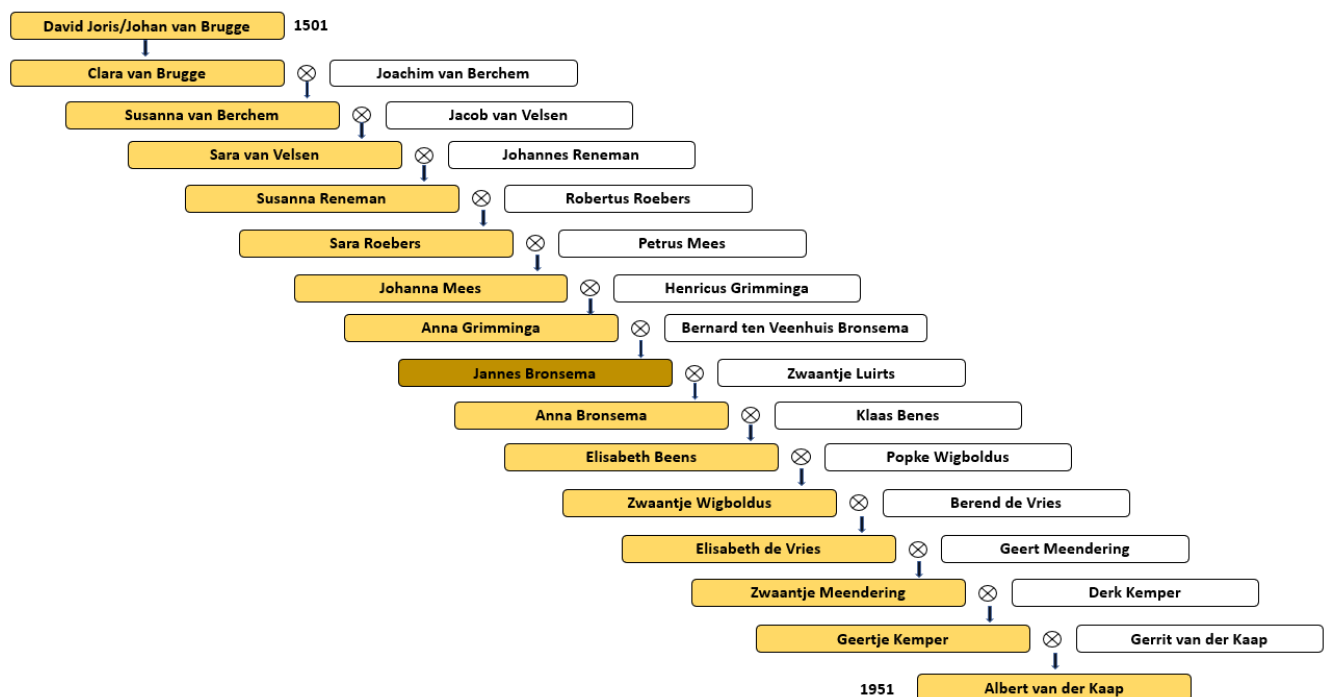 David Joris/Johan van Brugge 1501
Clara van Brugge Joachim van Berchem
Susanna van Berchem Jacob van Velsen
Sara van Velsen Johannes Reneman
Susanna Reneman Robertus Roebers
Sara Roebers Petrus Mees
Johanna Mees Henricus Grimminga
Anna Grimminga Bernard ten Veenhuis Bronsema
Jannes Bronsema Zwaantje Luirts
Anna Bronsema Klaas Benes
Elisabeth Beens Popke Wigboldus
Zwaantje Wigboldus Berend de Vries
Elisabeth de Vries Geert Meendering
Zwaantje Meendering Derk Kemper
Geertje Kemper Gerrit van der Kaap
1951 Albert van der Kaap